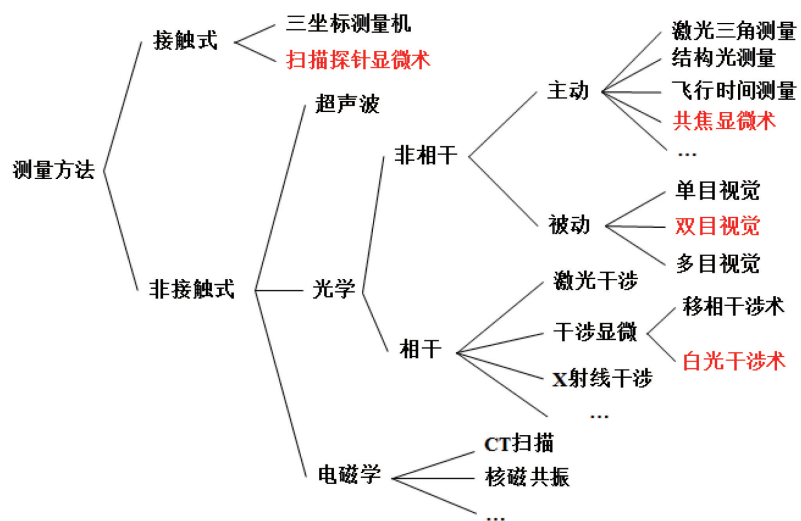 测量方法
接触式
三坐标测量机
扫描探针显微术
非接触式
超声波
光学
非相干
主动
激光三角测量
结构光测量
飞行时间测量
共焦显微术
...
被动
单目视觉
双目视觉
多目视觉
相干
激光干涉
干涉显微
移相干涉术
白光干涉术
X射线干涉
...
电磁学
CT扫描
核磁共振
...